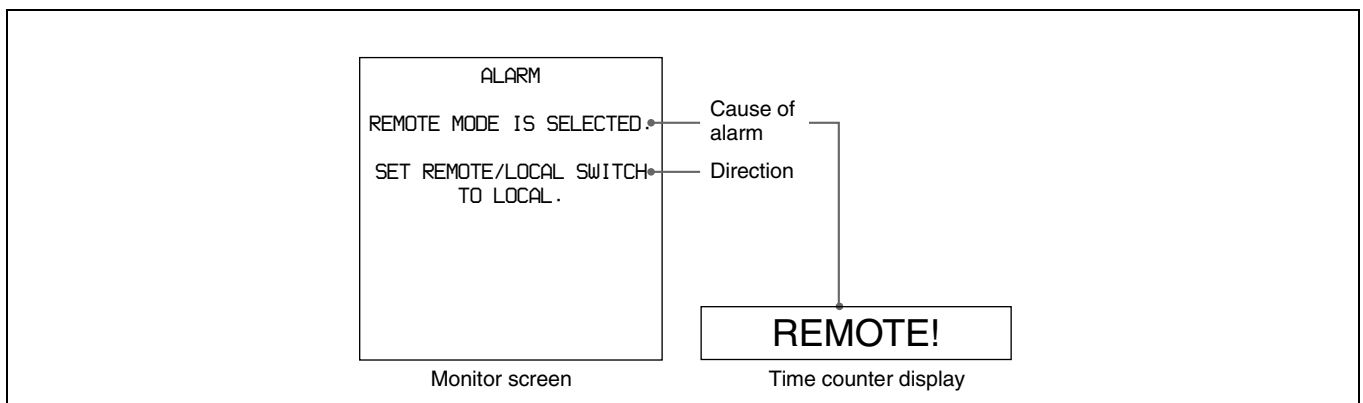 ALARM
REMOTE MODE IS SELECTED.
SET REMOTE/LOCAL SWITCH
TO LOCAL.
Cause of
alarm
Direction
REMOTE!
Monitor screen
Time counter display